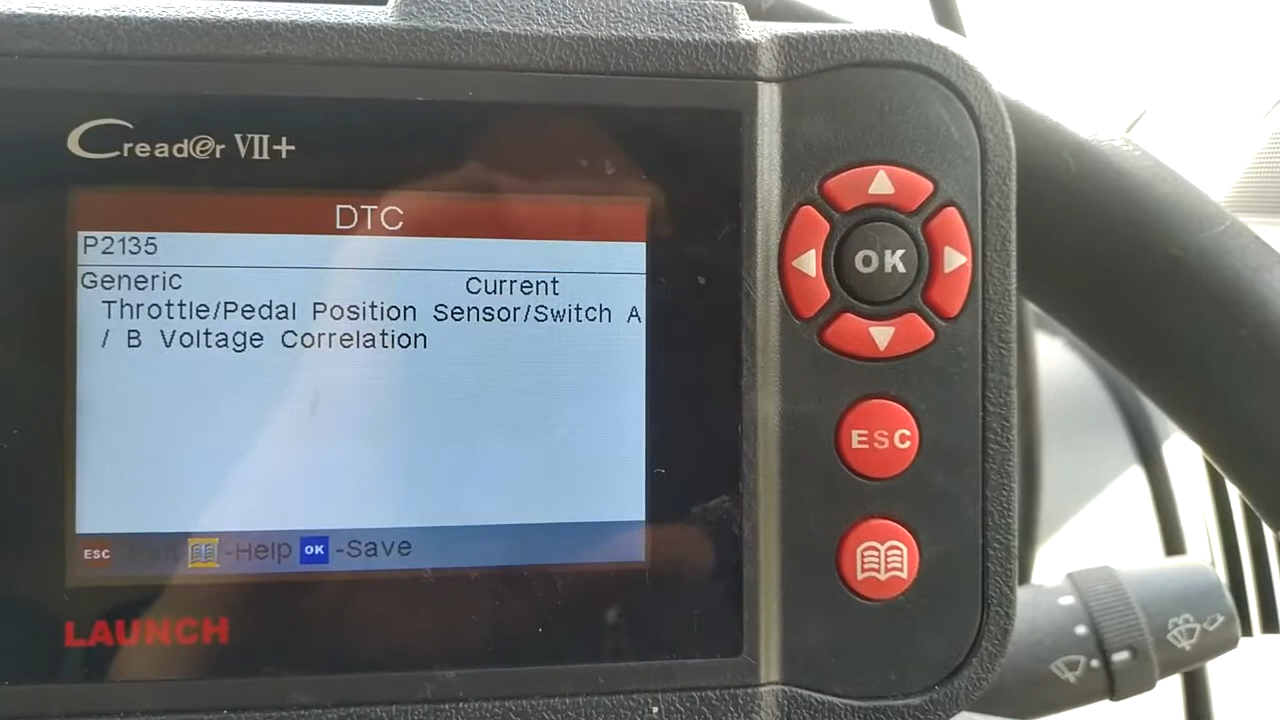 Creader VII+
DTC
P2135
Generic Current
Throttle/Pedal Position Sensor/Switch A
/ B Voltage Correlation
ESC -Help OK -Save
LAUNCH
OK
ESC